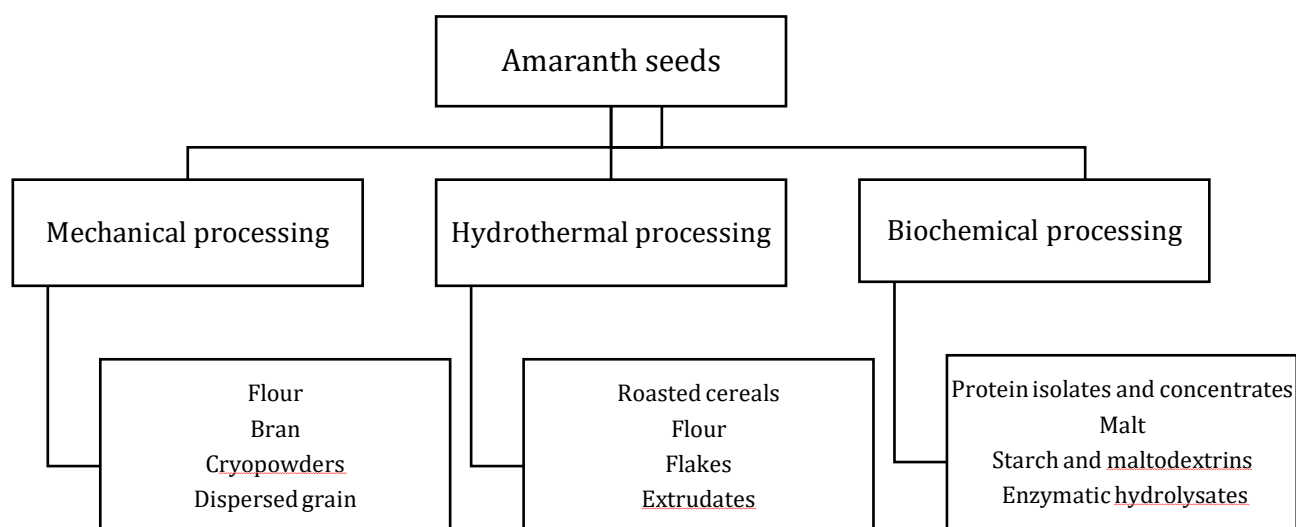 Amaranth seeds
Mechanical processing
Hydrothermal processing
Biochemical processing
Flour
Bran
Cryopowders
Dispersed grain
Roasted cereals
Flour
Flakes
Extrudates
Protein isolates and concentrates
Malt
Starch and maltodextrins
Enzymatic hydrolysates